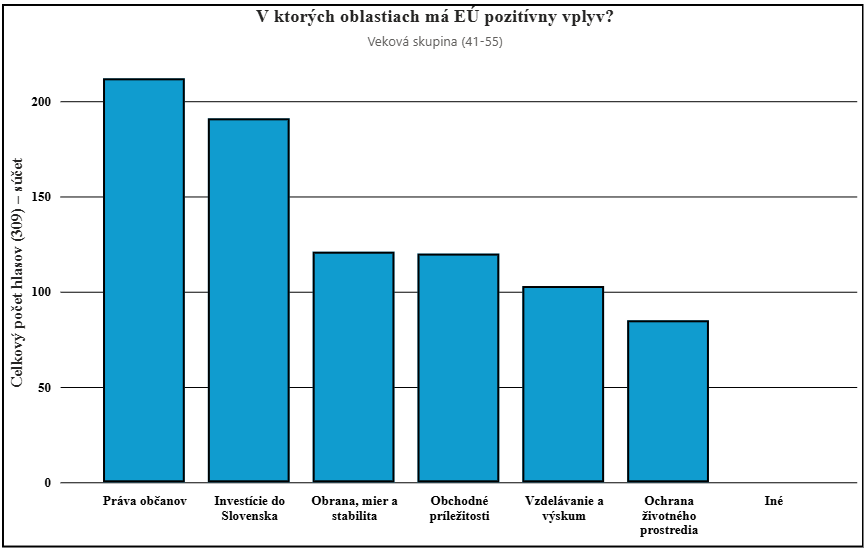 V ktorých oblastiach má EÚ pozitívny vplyv?
Veková skupina (41-55)
Celkový počet hlasov (309) – súčet
200
150
100
50
0
Práva občanov
Investície do
Slovenska
Obrana, mier a
stabilita
Obchodné
príležitosti
Vzdelávanie a
výskum
Ochrana
životného
prostredia
Iné